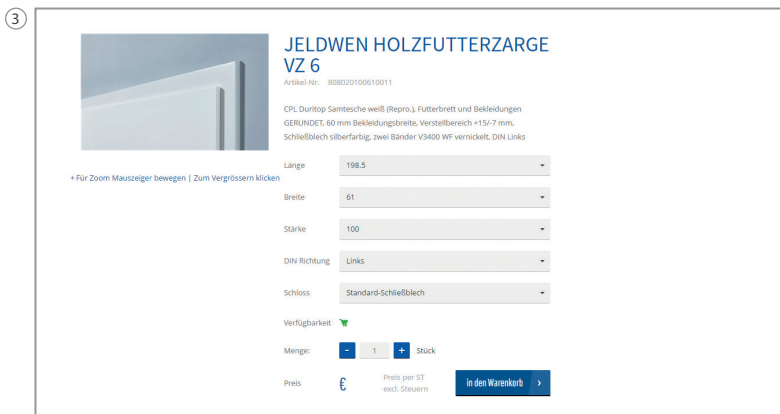 3
JELDWEN HOLZFUTTERZARGE
VZ 6
Artikel-Nr. 808020100610011
CPL Duritop Samtesche weiß (Repro.), Futterbrett und Bekleidungen
GERUNDET, 60 mm Bekleidungsbreite, Verstellbereich +15/-7 mm,
Schließblech silberfarbig, zwei Bänder V3400 WF vernickelt, DIN Links
+ Für Zoom Mauszeiger bewegen | Zum Vergrössern klicken
Länge 198.5
Breite 61
Stärke 100
DIN Richtung Links
Schloss Standard-Schließblech
Verfügbarkeit
Menge: - 1 + Stück
Preis € Preis per ST
excl. Steuern
in den Warenkorb ›